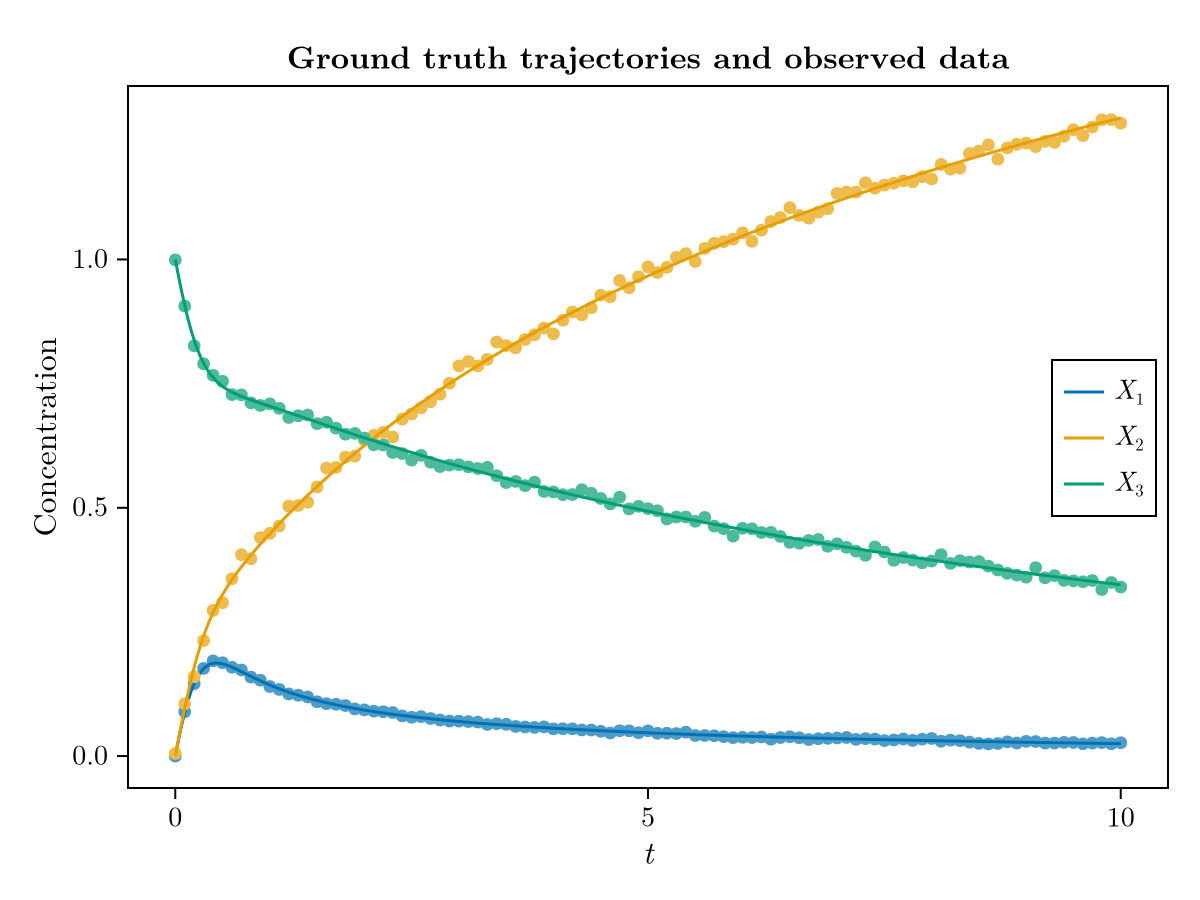 Ground truth trajectories and observed data
Concentration
1.0
0.5
0.0
0
5
10
t
X₁
X₂
X₃